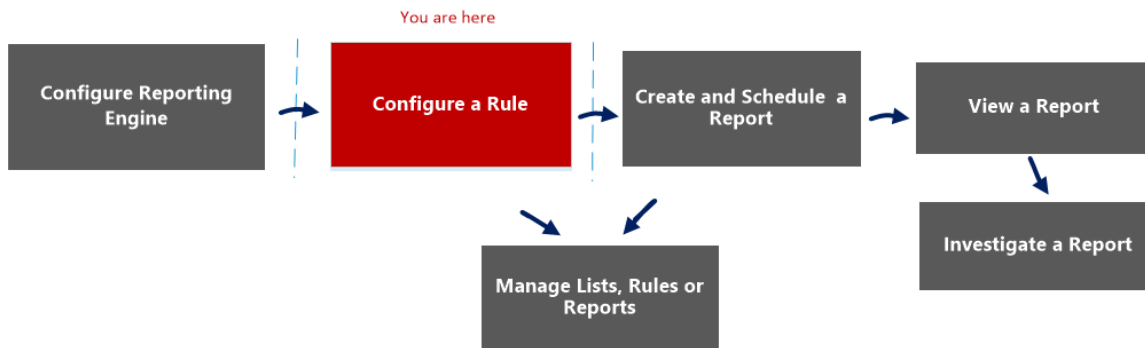 You are here
Configure Reporting
Engine
Configure a Rule
Create and Schedule a
Report
View a Report
Manage Lists, Rules or
Reports
Investigate a Report